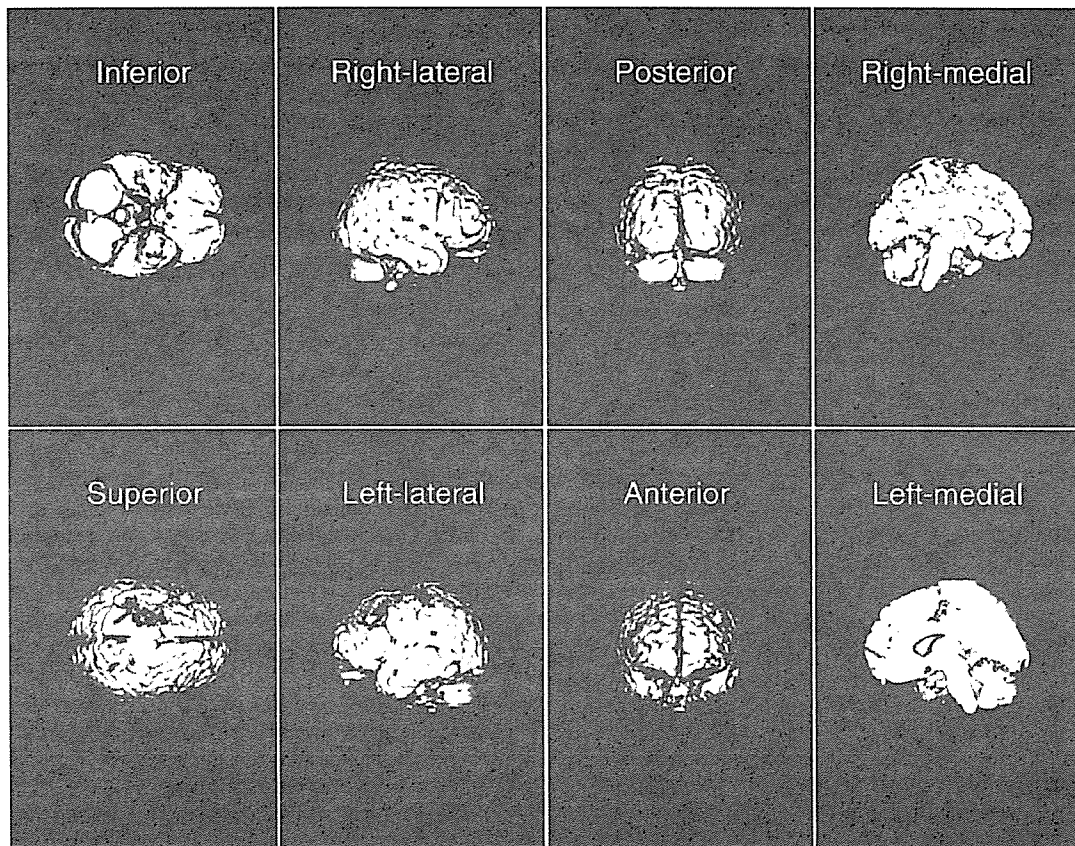 Inferior
Right-lateral
Posterior
Right-medial
Superior
Left-lateral
Anterior
Left-medial